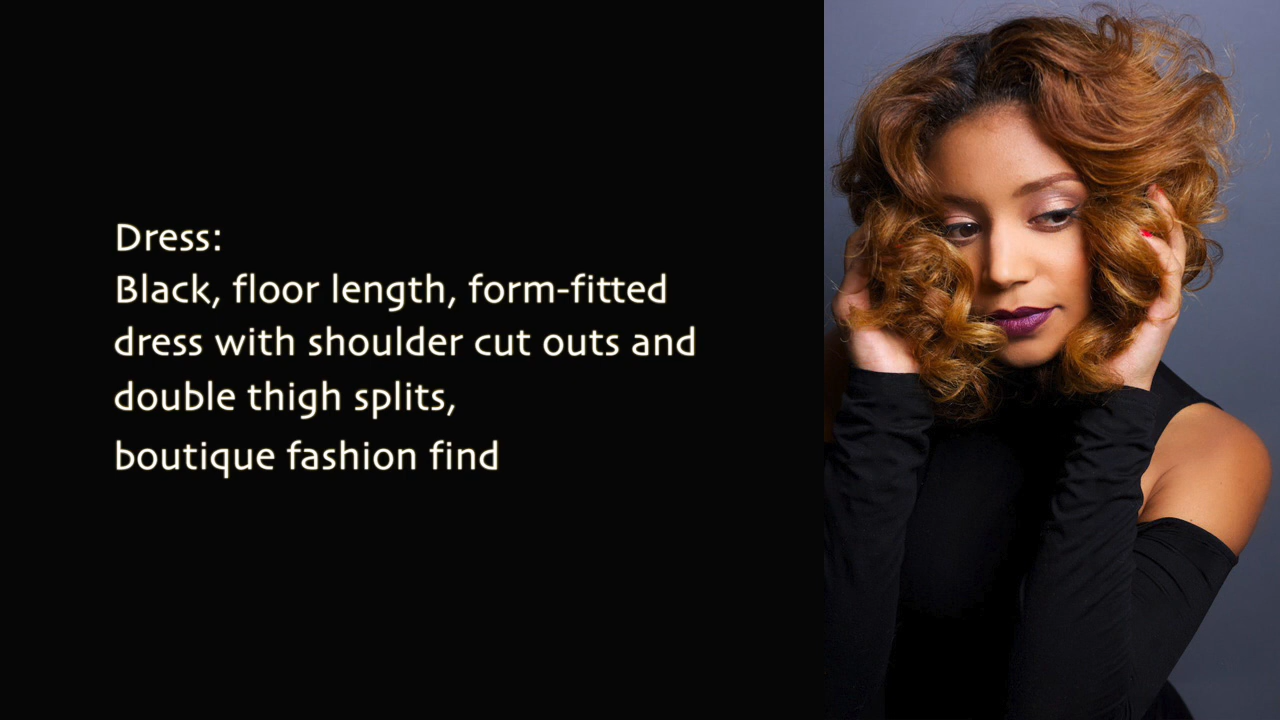 Dress:
Black, floor length, form-fitted
dress with shoulder cut outs and
double thigh splits,
boutique fashion find